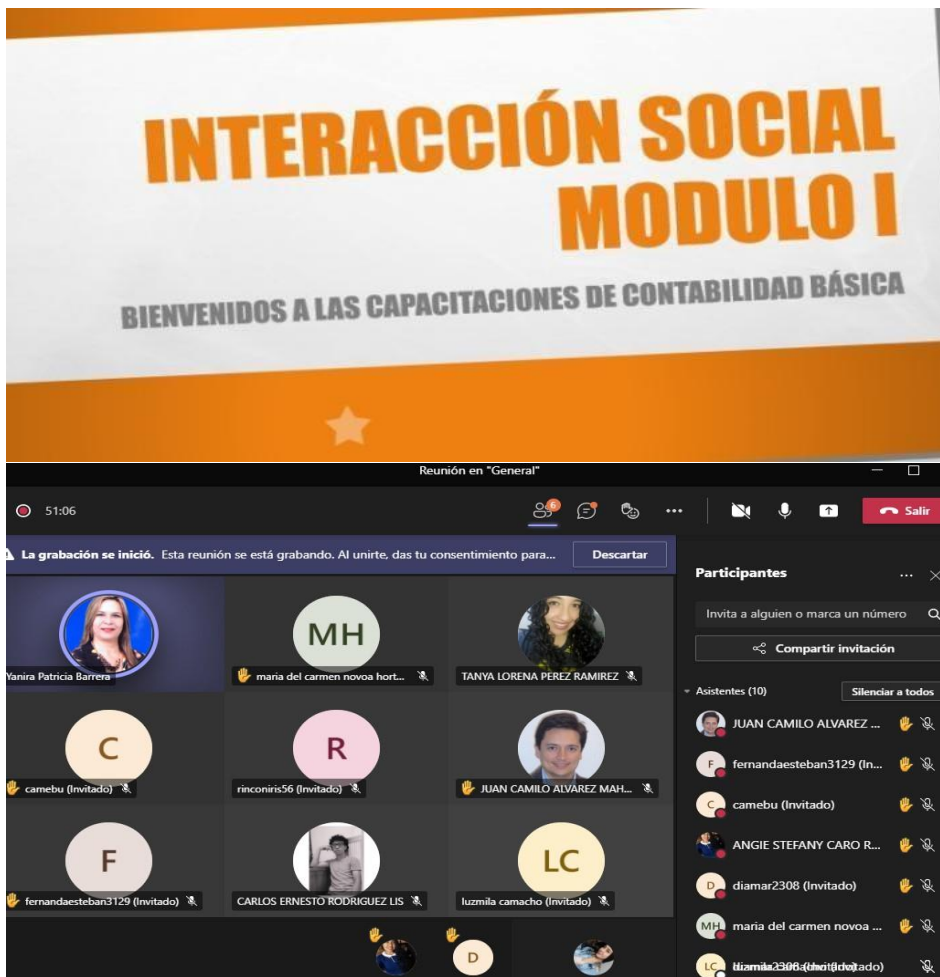 INTERACCIÓN SOCIAL
MODULO I
BIENVENIDOS A LAS CAPACITACIONES DE CONTABILIDAD BÁSICA
Reunión en "General"
51:06
6
Salir
La grabación se inició. Esta reunión se está grabando. Al unirte, das tu consentimiento para...
Descartar
Participantes
Invita a alguien o marca un número
Compartir invitación
Asistentes (10)
Silenciar a todos
Yanira Patricia Barrera
MH
maria del carmen novoa hort...
TANYA LORENA PEREZ RAMIREZ
C
camebu (Invitado)
R
rinconiris56 (Invitado)
JUAN CAMILO ALVAREZ MAH...
F
fernandaesteban3129 (Invitado)
CARLOS ERNESTO RODRIGUEZ LIS
LC
luzmila camacho (Invitado)
D
JUAN CAMILO ALVAREZ ...
F
fernandaesteban3129 (In...
C
camebu (Invitado)
ANGIE STEFANY CARO R...
D
diamar2308 (Invitado)
MH
maria del carmen novoa ...
LC